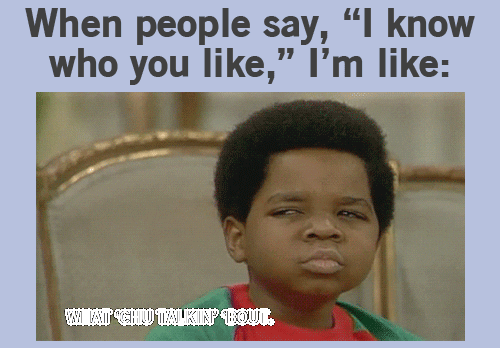 When people say, “I know
who you like,” I’m like:
WHAT 'CHU TALKIN' 'BOUT.